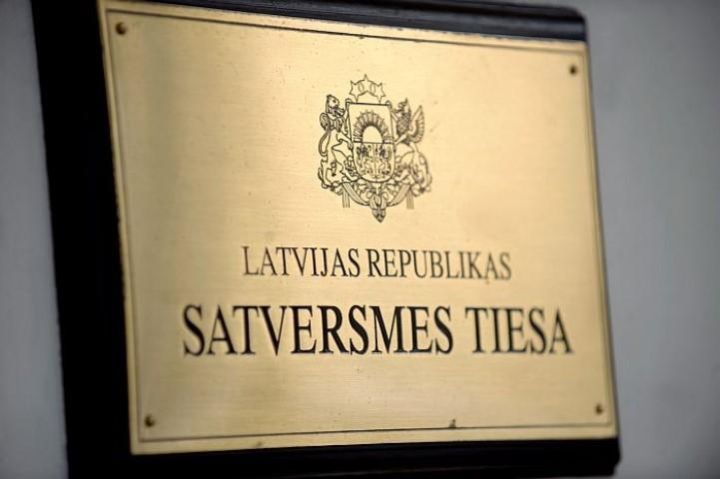 LATVIJAS REPUBLIKAS
SATVERSMES TIESA